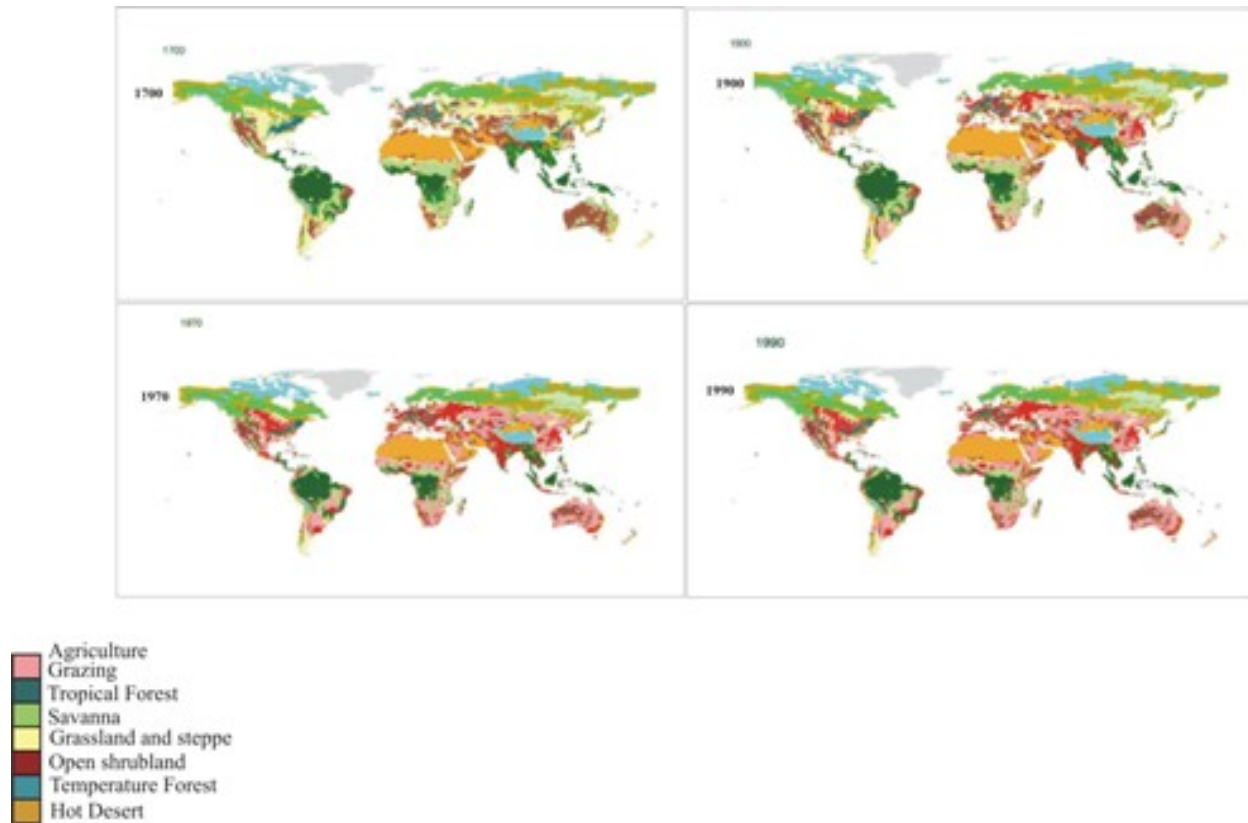 1700
1900
1700
1900
1970
1990
1970
1990
Agriculture
Grazing
Tropical Forest
Savanna
Grassland and steppe
Open shrubland
Temperature Forest
Hot Desert